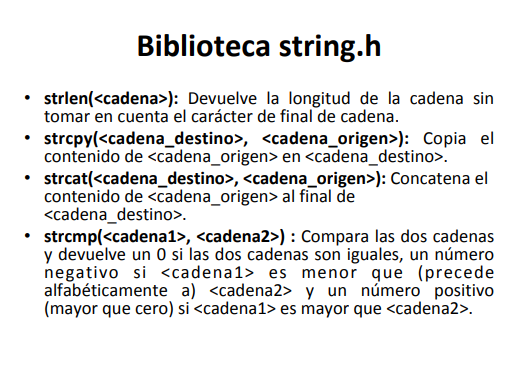 Biblioteca string.h
• strlen(<cadena>): Devuelve la longitud de la cadena sin
tomar en cuenta el carácter de final de cadena.
• strcpy(<cadena_destino>, <cadena_origen>): Copia el
contenido de <cadena_origen> en <cadena_destino>.
• strcat(<cadena_destino>, <cadena_origen>): Concatena el
contenido de <cadena_origen> al final de
<cadena_destino>.
• strcmp(<cadena1>, <cadena2>) : Compara las dos cadenas
y devuelve un 0 si las dos cadenas son iguales, un número
negativo si <cadena1> es menor que (precede
alfabéticamente a) <cadena2> y un número positivo
(mayor que cero) si <cadena1> es mayor que <cadena2>.